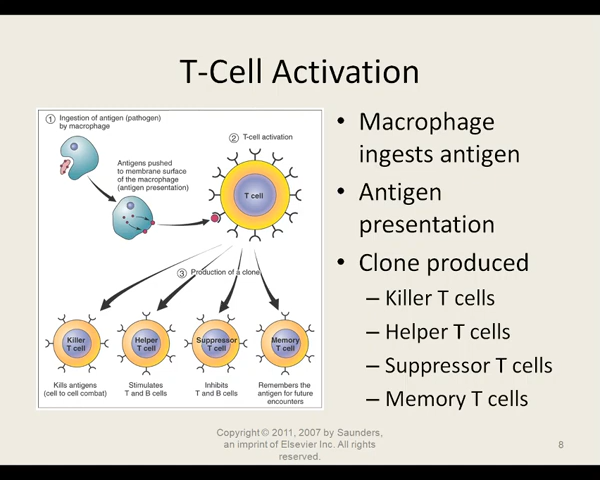 T-Cell Activation
1 Ingestion of antigen (pathogen)
by macrophage
2 T-cell activation
Antigens pushed
to membrane surface
of the macrophage
(antigen presentation)
T cell
3 Production of a clone
Killer
T cell
Helper
T cell
Suppressor
T cell
Memory
T cell
Kills antigens
(cell to cell combat)
Stimulates
T and B cells
Inhibits
T and B cells
Remembers the
antigen for future
encounters
• Macrophage
ingests antigen
• Antigen
presentation
• Clone produced
– Killer T cells
– Helper T cells
– Suppressor T cells
– Memory T cells
Copyright © 2011, 2007 by Saunders,
an imprint of Elsevier Inc. All rights
reserved.
8